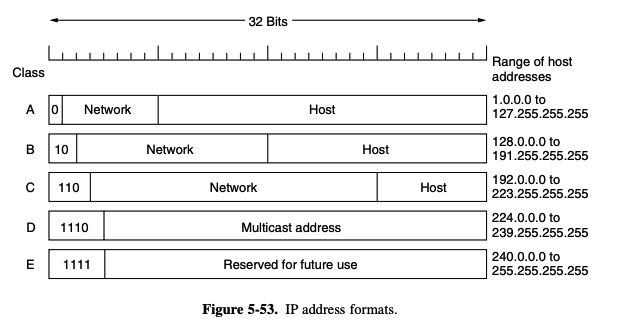 32 Bits
Class
Range of host
addresses
A 0 Network Host 1.0.0.0 to
127.255.255.255
B 10 Network Host 128.0.0.0 to
191.255.255.255
C 110 Network Host 192.0.0.0 to
223.255.255.255
D 1110 Multicast address 224.0.0.0 to
239.255.255.255
E 1111 Reserved for future use 240.0.0.0 to
255.255.255.255
Figure 5-53. IP address formats.